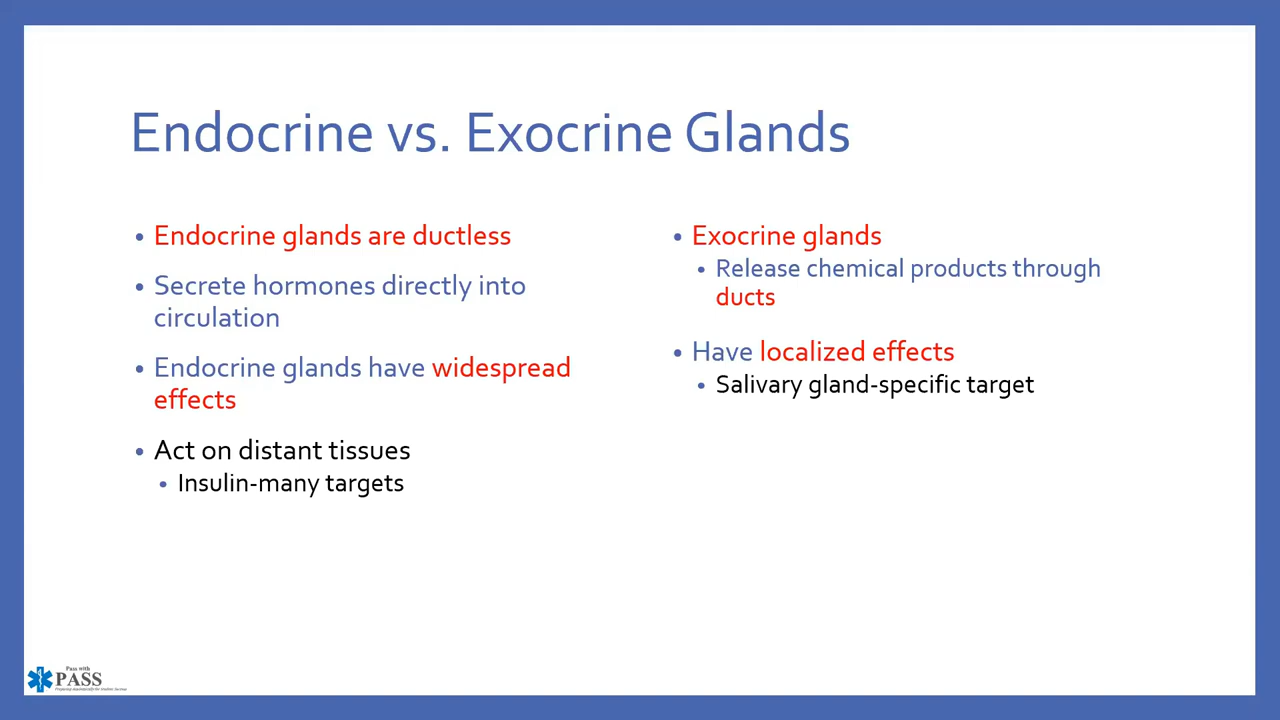 Endocrine vs. Exocrine Glands
• Endocrine glands are ductless
• Secrete hormones directly into
circulation
• Endocrine glands have widespread
effects
• Act on distant tissues
• Insulin-many targets
• Exocrine glands
• Release chemical products through
ducts
• Have localized effects
• Salivary gland-specific target
Pass with
PASS